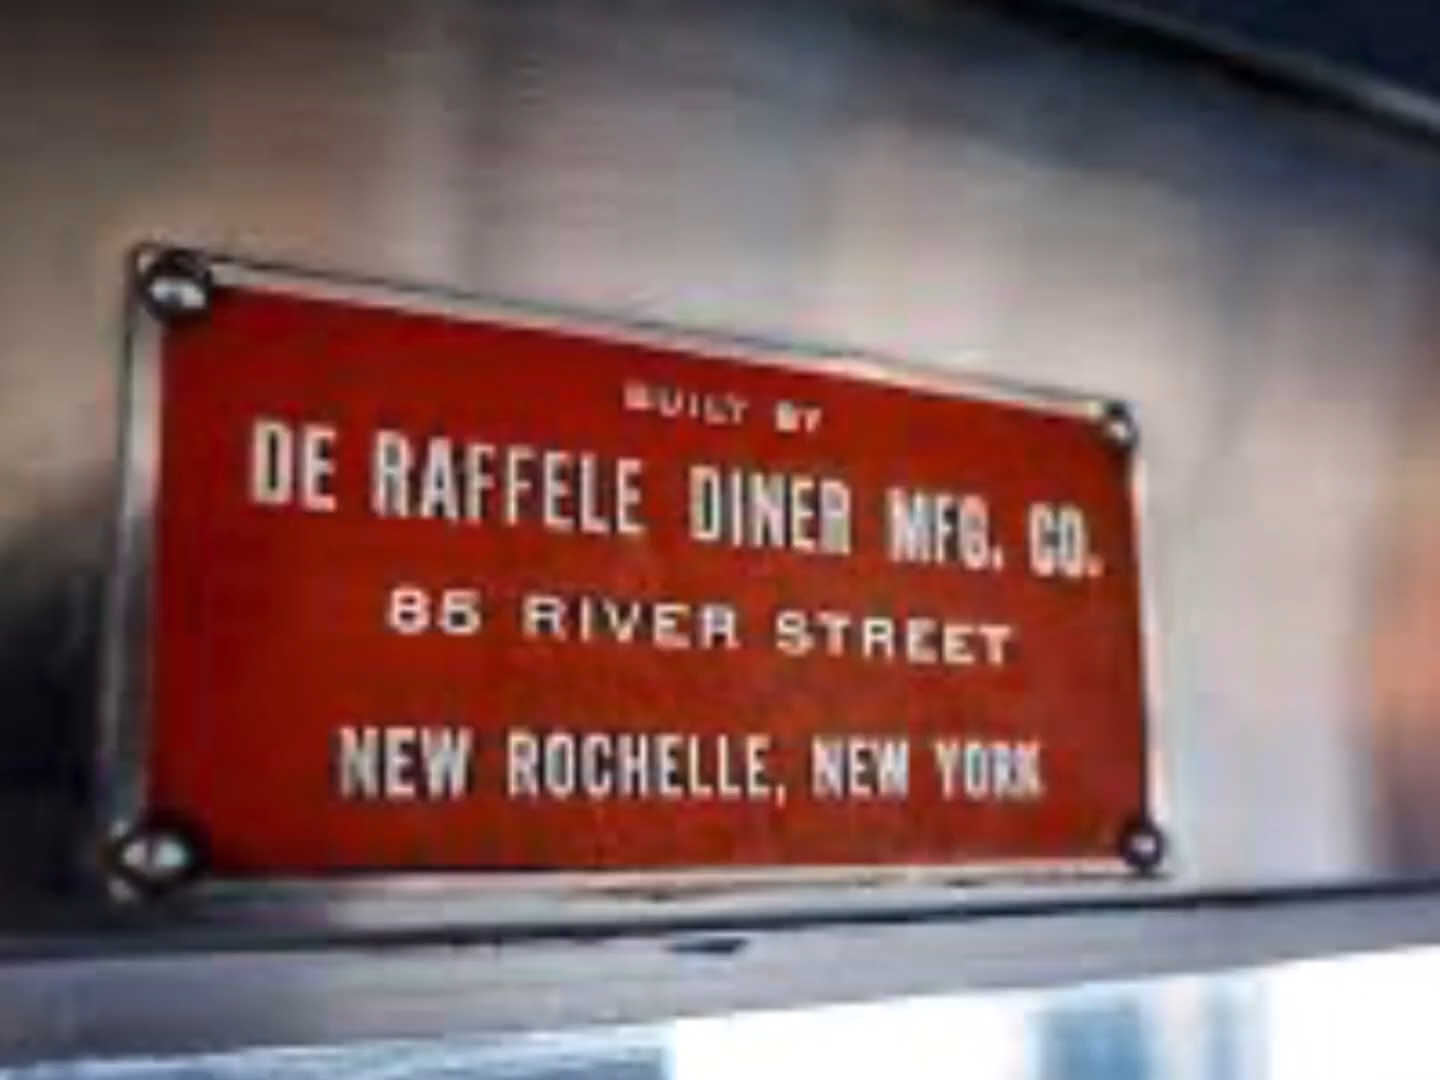 BUILT BY
DE RAFFELE DINER MFG. CO.
85 RIVER STREET
NEW ROCHELLE, NEW YORK